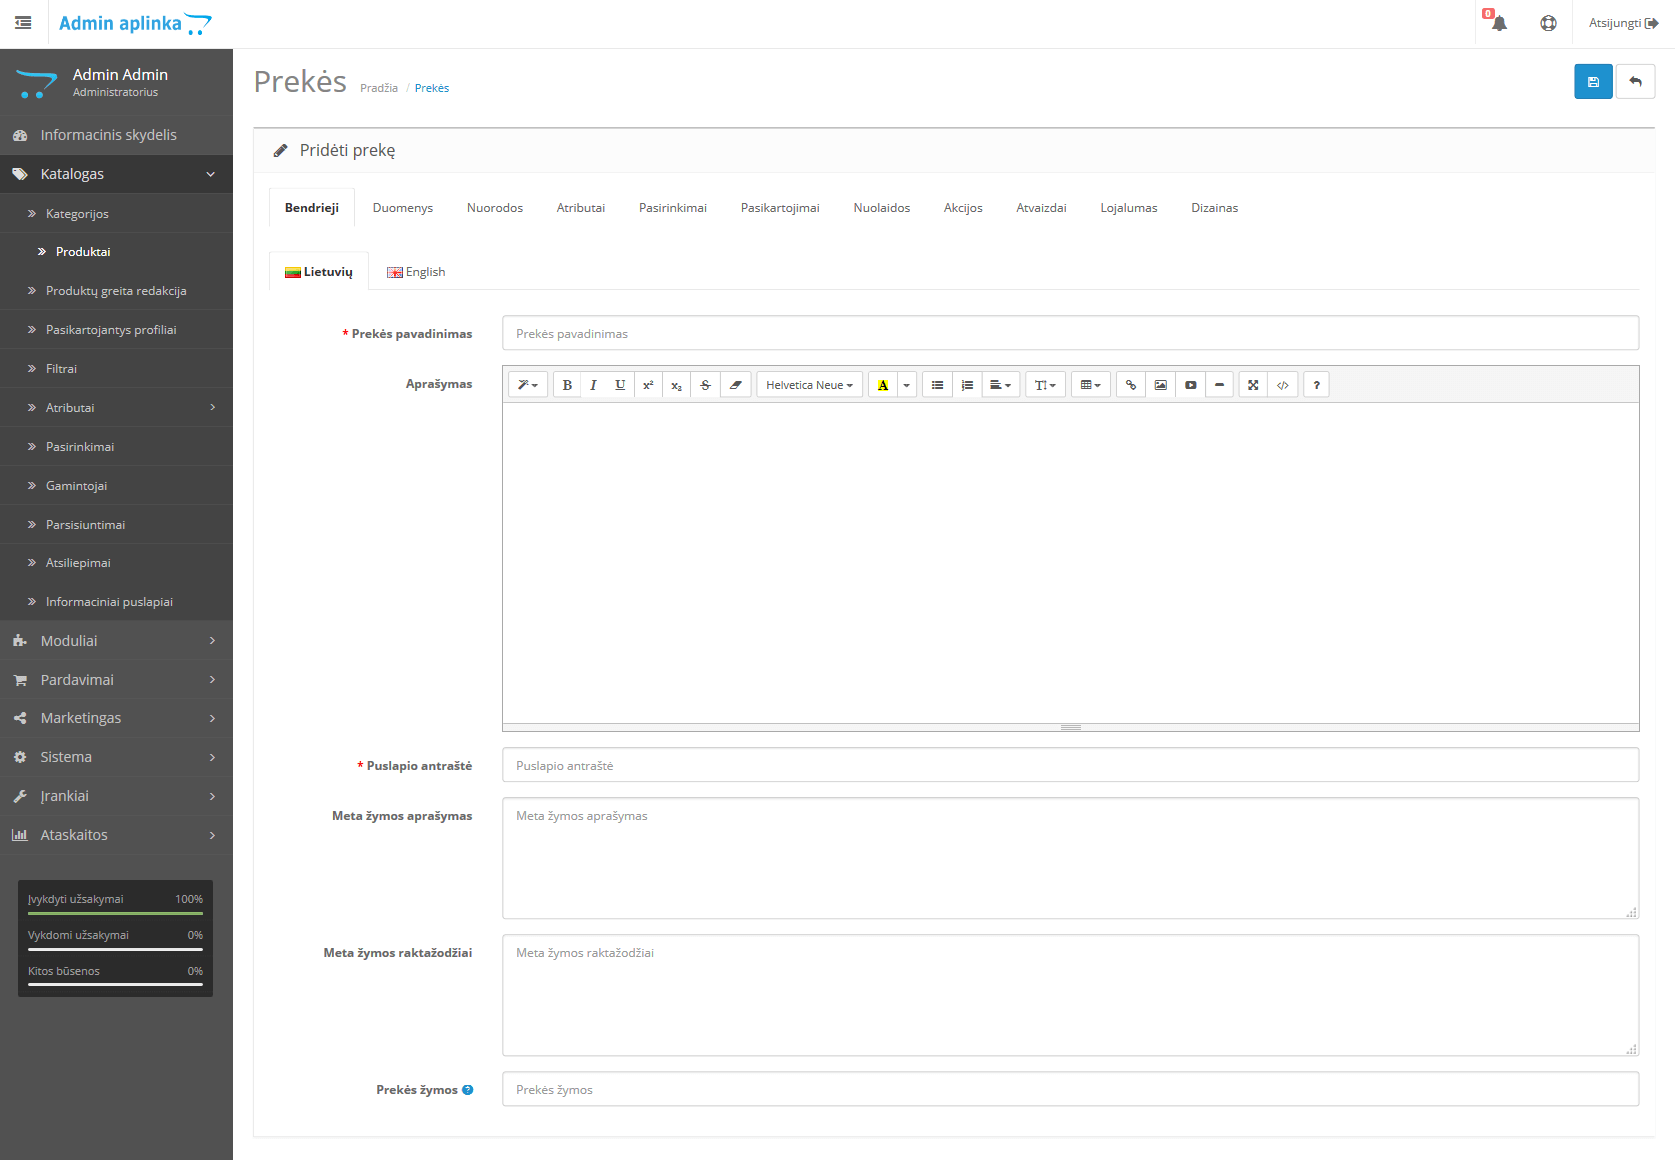 Admin aplinka
0
Atsijungti
Admin Admin
Administratorius
Informacinis skydelis
Katalogas
Kategorijos
Produktai
Produktų greita redakcija
Pasikartojantys profiliai
Filtrai
Atributai
Pasirinkimai
Gamintojai
Parsisiuntimai
Atsiliepimai
Informaciniai puslapiai
Moduliai
Pardavimai
Marketingas
Sistema
Įrankiai
Ataskaitos
Įvykdyti užsakymai 100%
Vykdomi užsakymai 0%
Kitos būsenos 0%
Prekės Pradžia / Prekės
Pridėti prekę
Bendrieji Duomenys Nuorodos Atributai Pasirinkimai Pasikartojimai Nuolaidos Akcijos Atvaizdai Lojalumas Dizainas
Lietuvių English
* Prekės pavadinimas Prekės pavadinimas
Aprašymas
B I U x² x₂ S Helvetica Neue A T </> ?
* Puslapio antraštė Puslapio antraštė
Meta žymos aprašymas Meta žymos aprašymas
Meta žymos raktažodžiai Meta žymos raktažodžiai
Prekės žymos ? Prekės žymos